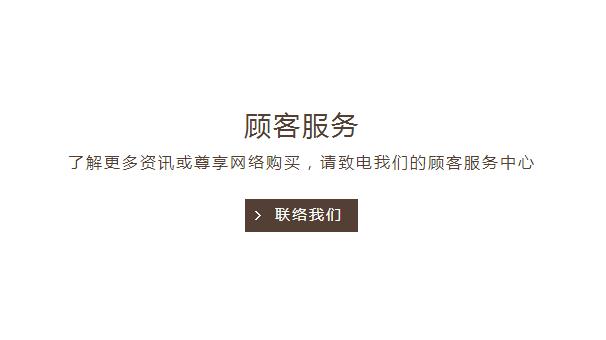 顾客服务
了解更多资讯或尊享网络购买，请致电我们的顾客服务中心
联络我们